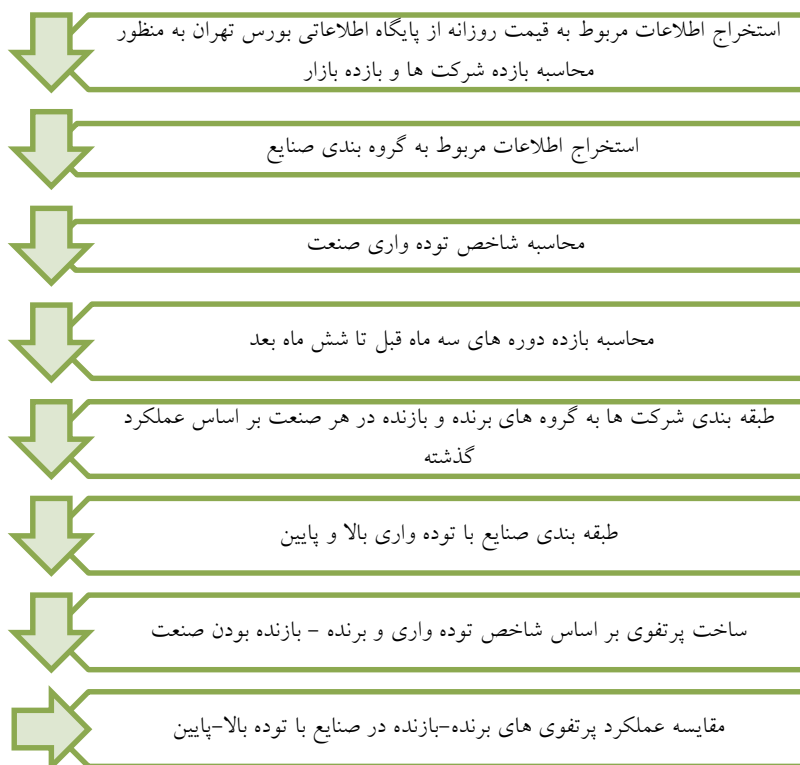 استخراج اطلاعات مربوط به قیمت روزانه از پایگاه اطلاعاتی بورس تهران به منظور
محاسبه بازده شرکت ها و بازده بازار
استخراج اطلاعات مربوط به گروه بندی صنایع
محاسبه شاخص توده واری صنعت
محاسبه بازده دوره های سه ماه قبل تا شش ماه بعد
طبقه بندی شرکت ها به گروه های برنده و بازنده در هر صنعت بر اساس عملکرد
گذشته
طبقه بندی صنایع با توده واری بالا و پایین
ساخت پرتفوی بر اساس شاخص توده واری و برنده - بازنده بودن صنعت
مقایسه عملکرد پرتفوی های برنده-بازنده در صنایع با توده بالا-پایین